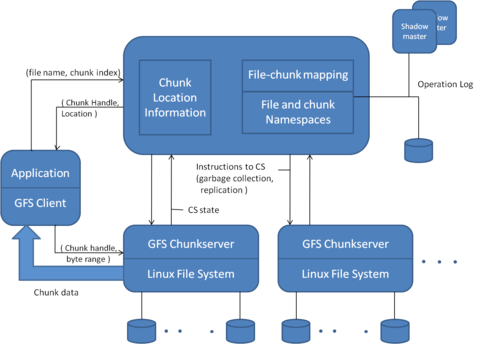 Shadow
master
ter
Operation Log
(file name, chunk index)
Chunk
Location
Information
File-chunk mapping
File and chunk
Namespaces
( Chunk Handle,
Location )
Application
GFS Client
Instructions to CS
(garbage collection,
replication )
CS state
( Chunk handle,
byte range )
GFS Chunkserver
Linux File System
GFS Chunkserver
Linux File System
Chunk data